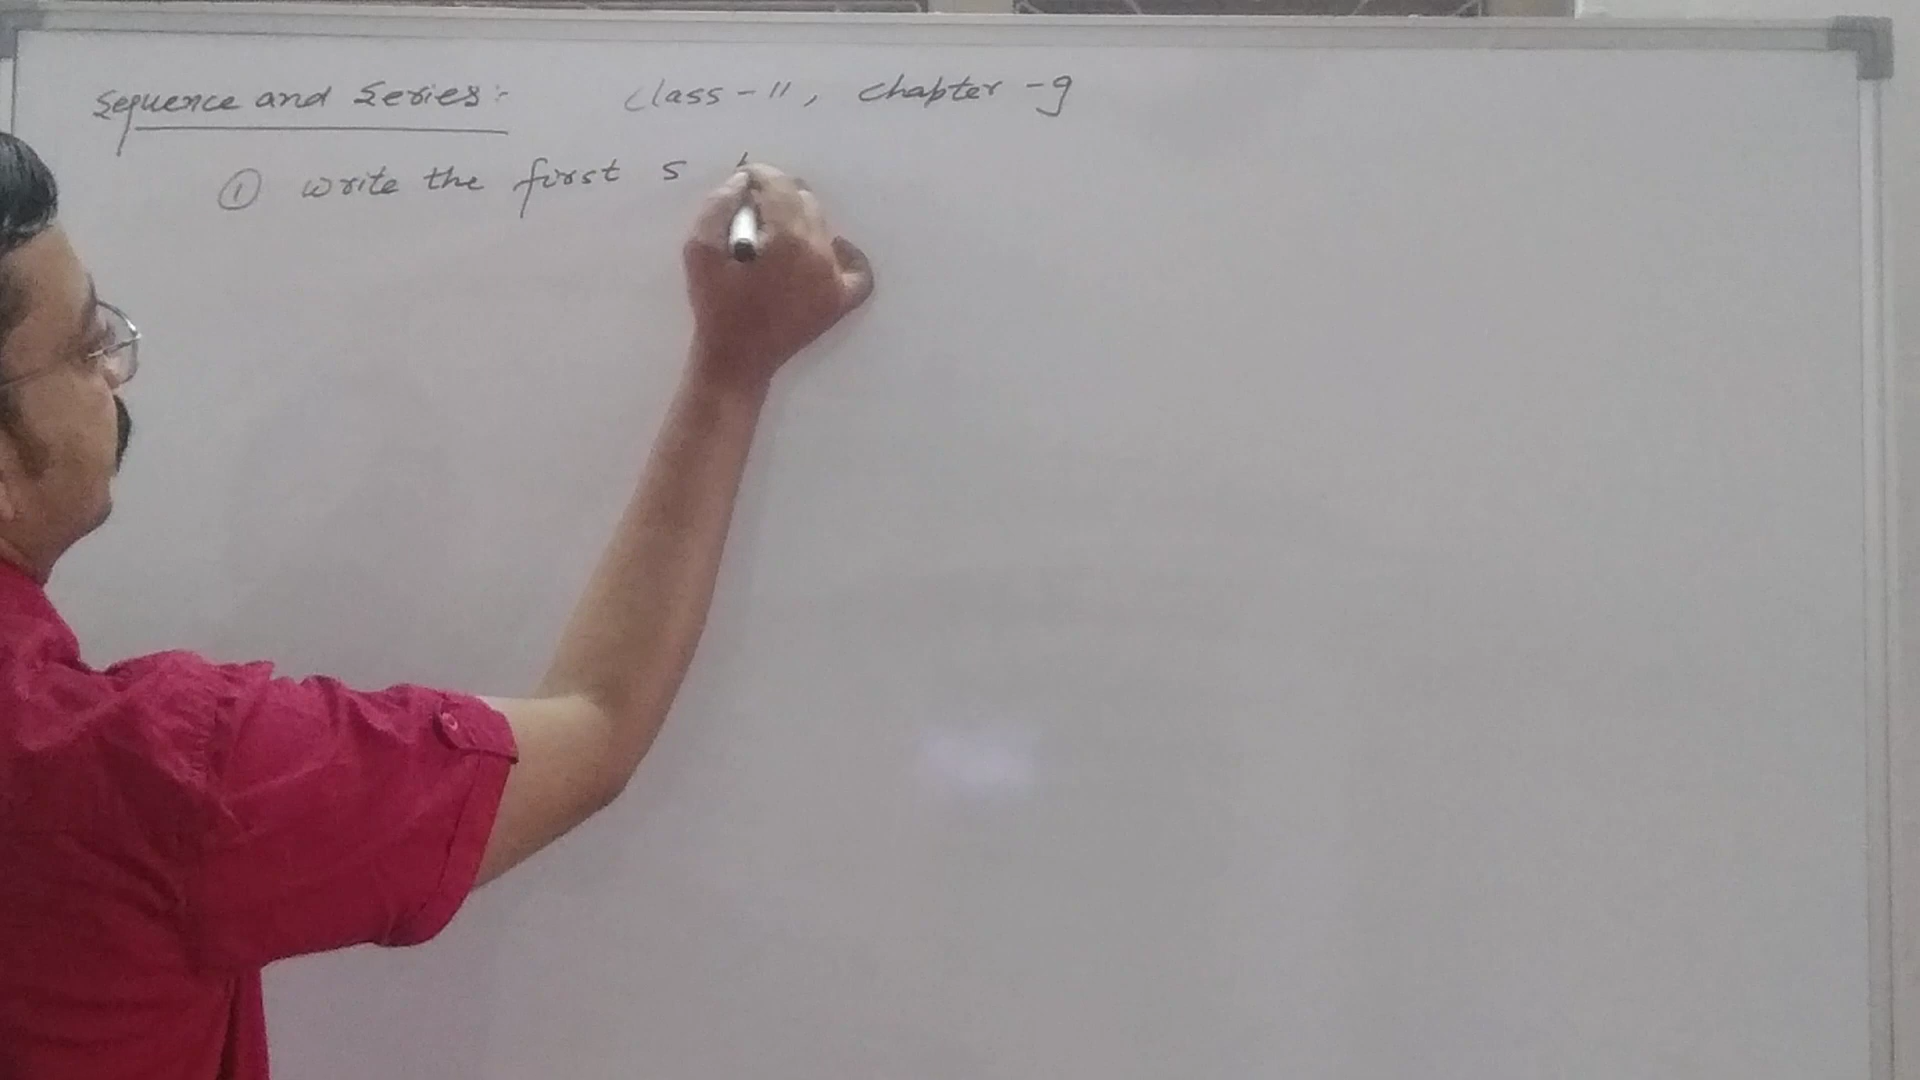 Sequence and Series:- Class-11, Chapter-9
① Write the first 5